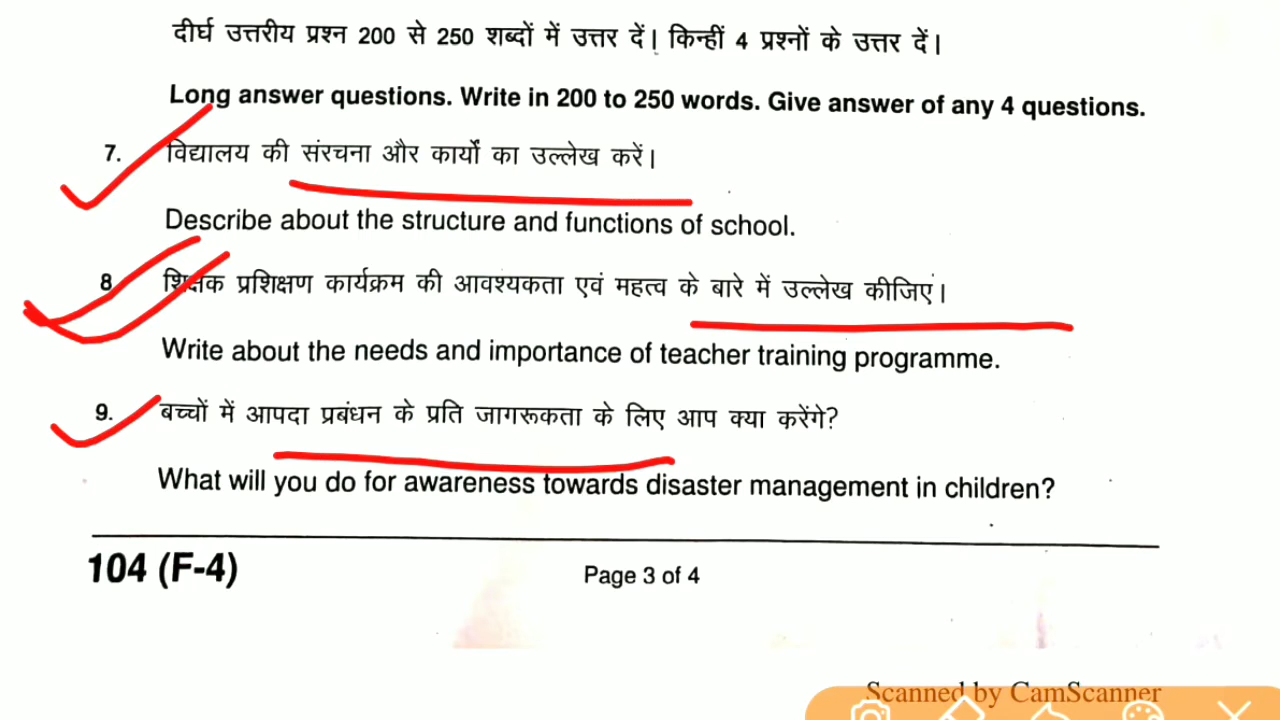 दीर्घ उत्तरीय प्रश्न 200 से 250 शब्दों में उत्तर दें। किन्हीं 4 प्रश्नों के उत्तर दें।
Long answer questions. Write in 200 to 250 words. Give answer of any 4 questions.
7. विद्यालय की संरचना और कार्यों का उल्लेख करें।
Describe about the structure and functions of school.
8 शिक्षक प्रशिक्षण कार्यक्रम की आवश्यकता एवं महत्व के बारे में उल्लेख कीजिएं।
Write about the needs and importance of teacher training programme.
9. बच्चों में आपदा प्रबंधन के प्रति जागरूकता के लिए आप क्या करेंगे?
What will you do for awareness towards disaster management in children?
104 (F-4) Page 3 of 4
Scanned by CamScanner